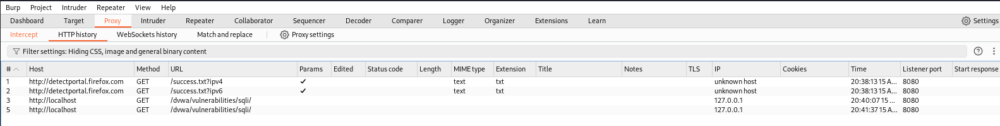 Burp Project Intruder Repeater View Help
Dashboard Target Proxy Intruder Repeater Collaborator Sequencer Decoder Comparer Logger Organizer Extensions Learn Settings
Intercept HTTP history WebSockets history Match and replace Proxy settings
Filter settings: Hiding CSS, image and general binary content
# Host Method URL Params Edited Status code Length MIME type Extension Title Notes TLS IP Cookies Time Listener port Start response
1 http://detectportal.firefox.com GET /success.txt?ipv4 ✓ text txt unknown host 20:38:13 15 A... 8080
2 http://detectportal.firefox.com GET /success.txt?ipv6 ✓ text txt unknown host 20:38:13 15 A... 8080
3 http://localhost GET /dvwa/vulnerabilities/sqli/ 127.0.0.1 20:40:07 15 ... 8080
5 http://localhost GET /dvwa/vulnerabilities/sqli/ 127.0.0.1 20:41:37 15 A... 8080